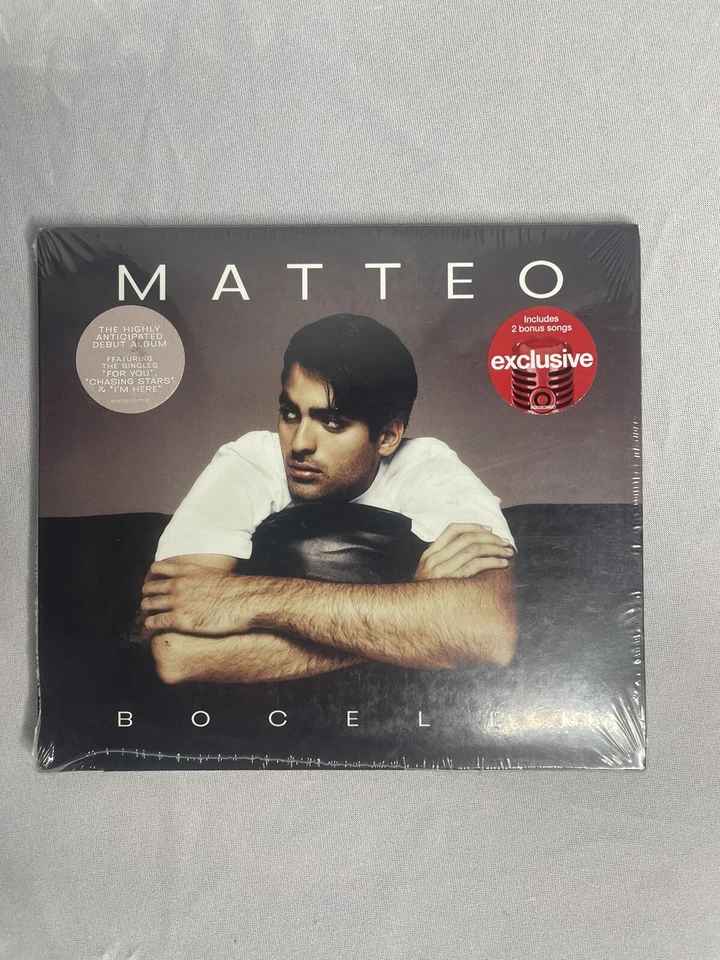 MATTEO
THE HIGHLY
ANTICIPATED
DEBUT ALBUM
FEATURING
THE SINGLES
"FOR YOU",
"CHASING STARS"
& "I'M HERE"
Includes
2 bonus songs
exclusive
BOCELLI